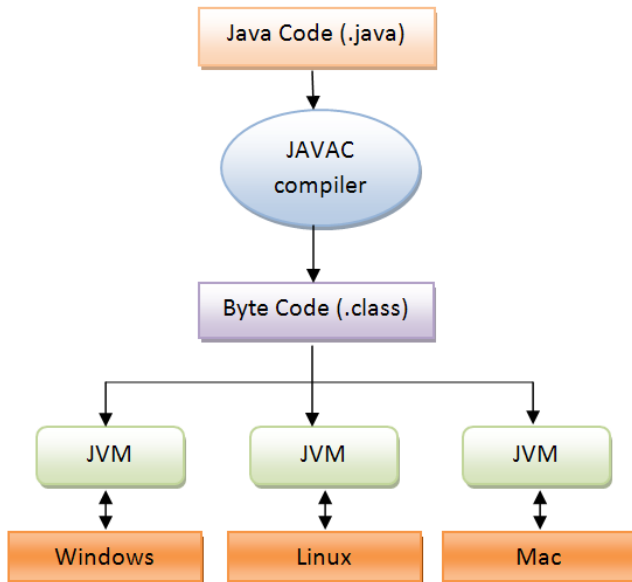 Java Code (.java)
JAVAC
compiler
Byte Code (.class)
JVM
JVM
JVM
Windows
Linux
Mac